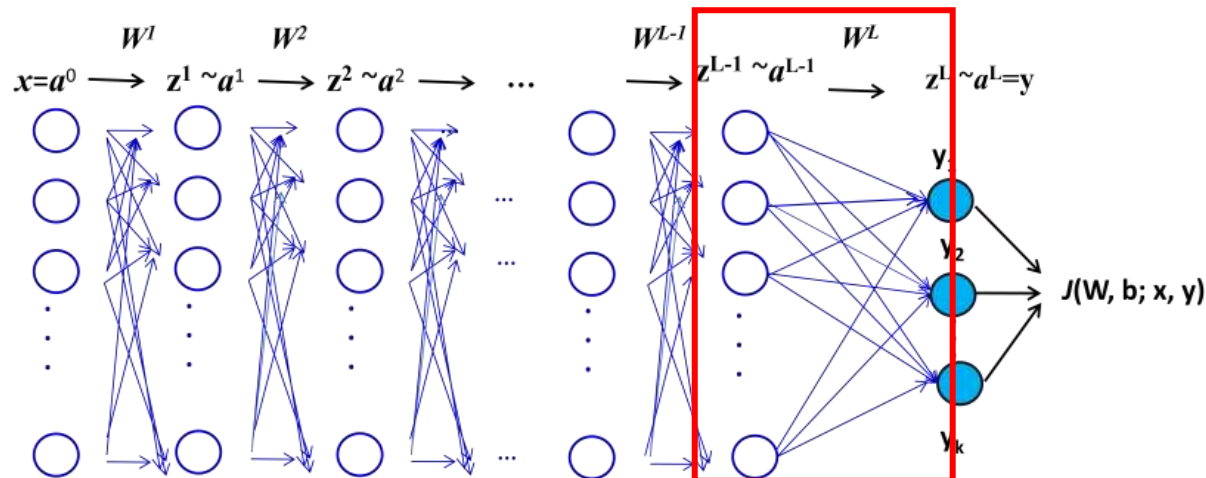 W¹ W² W^{L-1} W^L
x=a⁰ z¹ ~a¹ z² ~a² ... z^{L-1} ~a^{L-1} z^L ~a^L=y
...
y₁
...
y₂
...
J(W, b; x, y)
y_k
...